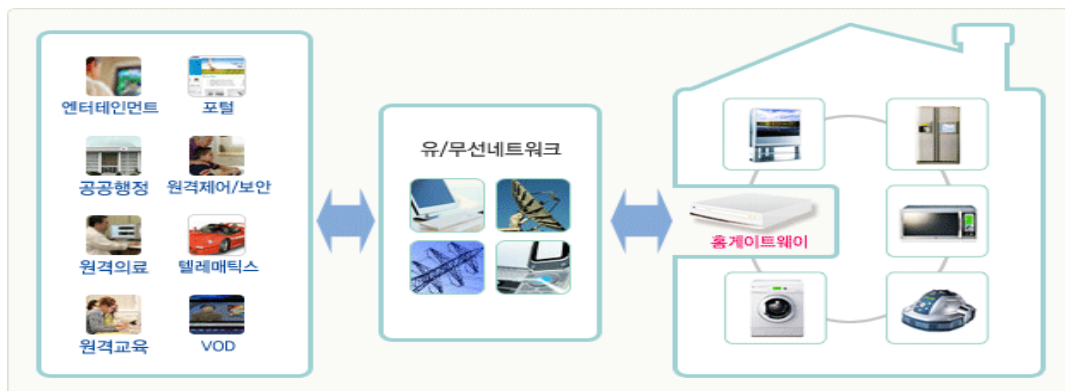 엔터테인먼트
포털
공공행정
원격제어/보안
원격의료
텔레매틱스
원격교육
VOD
유/무선네트워크
홈게이트웨이